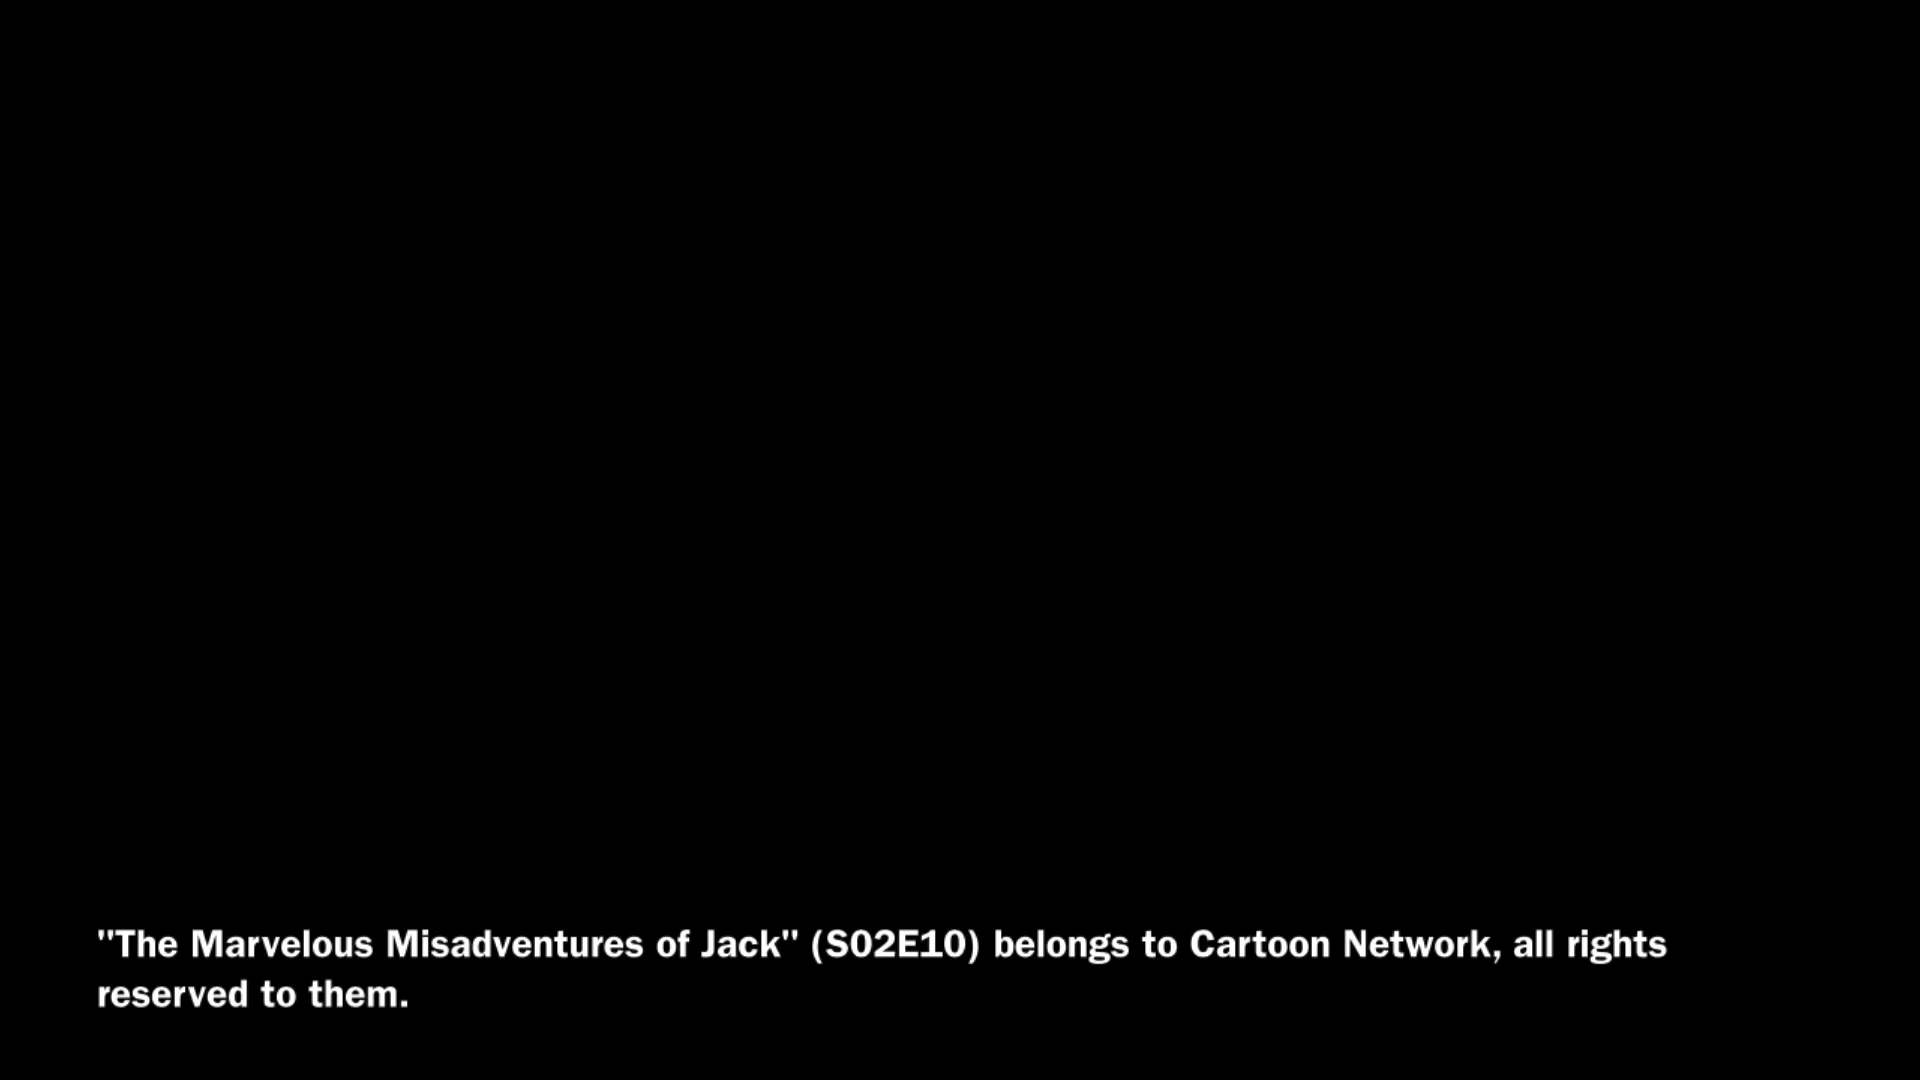 "The Marvelous Misadventures of Jack" (S02E10) belongs to Cartoon Network, all rights
reserved to them.